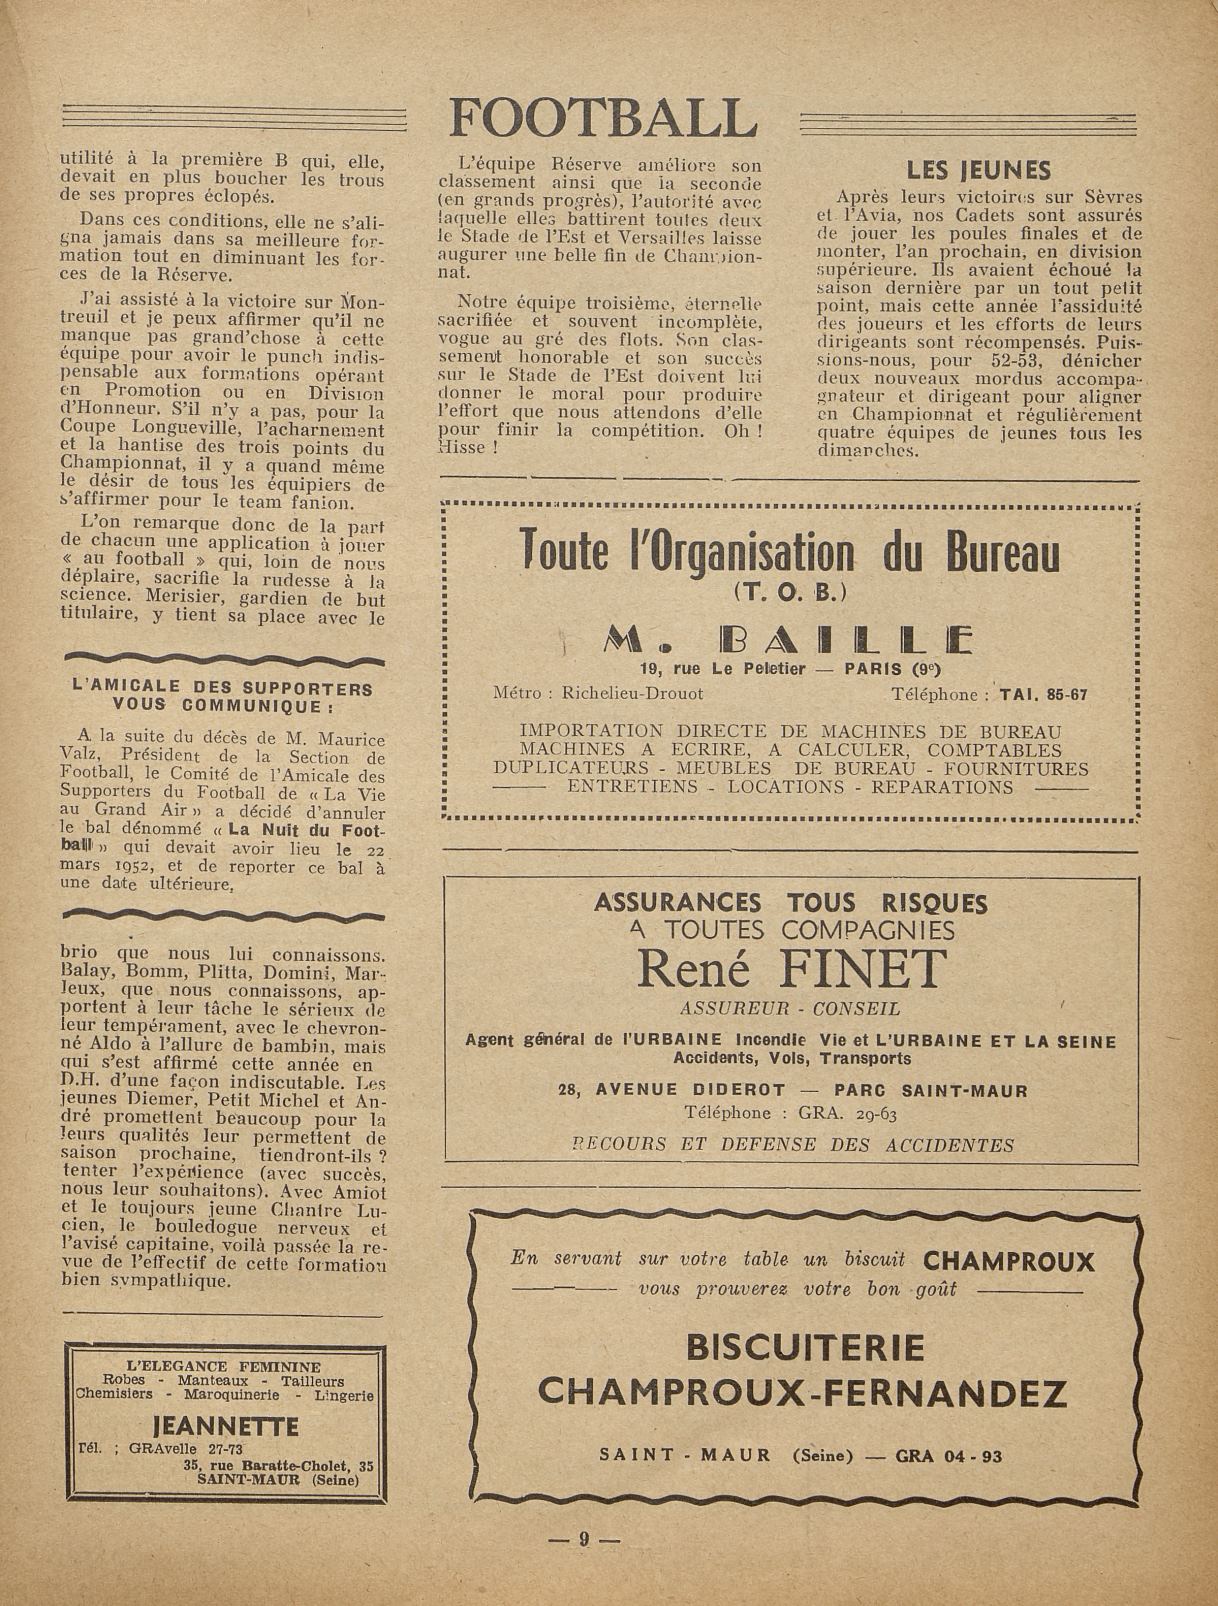 FOOTBALL
utilité à la première B qui, elle,
devait en plus boucher les trous
de ses propres éclopés.
Dans ces conditions, elle ne s'ali-
gna jamais dans sa meilleure for-
mation tout en diminuant les for-
ces de la Réserve.
J'ai assisté à la victoire sur Mon-
treuil et je peux affirmer qu'il ne
manque pas grand'chose à cette
équipe pour avoir le punch indis-
pensable aux formations opérant
en Promotion ou en Division
d'Honneur. S'il n'y a pas, pour la
Coupe Longueville, l'acharnement
et la hantise des trois points du
Championnat, il y a quand même
le désir de tous les équipiers de
s'affirmer pour le team fanion.
L'on remarque donc de la part
de chacun une application à jouer
« au football » qui, loin de nous
déplaire, sacrifie la rudesse à la
science. Merisier, gardien de but
titulaire, y tient sa place avec le
L'AMICALE DES SUPPORTERS
VOUS COMMUNIQUE :
A la suite du décès de M. Maurice
Valz, Président de la Section de
Football, le Comité de l'Amicale des
Supporters du Football de « La Vie
au Grand Air » a décidé d'annuler
le bal dénommé « La Nuit du Foot-
ball » qui devait avoir lieu le 22
mars 1952, et de reporter ce bal à
une date ultérieure.
brio que nous lui connaissons.
Balay, Bomm, Plitta, Domini, Mar-
leux, que nous connaissons, ap-
portent à leur tâche le sérieux de
leur tempérament, avec le chevron-
né Aldo à l'allure de bambin, mais
qui s'est affirmé cette année en
D.H. d'une façon indiscutable. Les
jeunes Diemer, Petit Michel et An-
dré promettent beaucoup pour la
leurs qualités leur permettent de
saison prochaine, tiendront-ils ?
tenter l'expérience (avec succès,
nous leur souhaitons). Avec Amiot
et le toujours jeune Chantre Lu-
cien, le bouledogue nerveux et
l'avisé capitaine, voilà passée la re-
vue de l'effectif de cette formation
bien sympathique.
L'ELEGANCE FEMININE
Robes - Manteaux - Tailleurs
Chemisiers - Maroquinerie - Lingerie
JEANNETTE
Tél. : GRAvelle 27-73
35, rue Baratte-Cholet, 35
SAINT-MAUR (Seine)
L'équipe Réserve améliore son
classement ainsi que la seconde
(en grands progrès), l'autorité avec
laquelle elles battirent toutes deux
le Stade de l'Est et Versailles laisse
augurer une belle fin de Champion-
nat.
Notre équipe troisième, éternelle
sacrifiée et souvent incomplète,
vogue au gré des flots. Son clas-
sement honorable et son succès
sur le Stade de l'Est doivent lui
donner le moral pour produire
l'effort que nous attendons d'elle
pour finir la compétition. Oh !
Hisse !
LES JEUNES
Après leurs victoires sur Sèvres
et l'Avia, nos Cadets sont assurés
de jouer les poules finales et de
monter, l'an prochain, en division
supérieure. Ils avaient échoué la
saison dernière par un tout petit
point, mais cette année l'assiduité
des joueurs et les efforts de leurs
dirigeants sont récompensés. Puis-
sions-nous, pour 52-53, dénicher
deux nouveaux mordus accompa-
gnateur et dirigeant pour aligner
en Championnat et régulièrement
quatre équipes de jeunes tous les
dimanches.
Toute l'Organisation du Bureau
(T. O. B.)
M. BAILLE
19, rue Le Peletier — PARIS (9e)
Métro : Richelieu-Drouot Téléphone : TAI. 85-67
IMPORTATION DIRECTE DE MACHINES DE BUREAU
MACHINES A ECRIRE, A CALCULER, COMPTABLES
DUPLICATEURS - MEUBLES DE BUREAU - FOURNITURES
ENTRETIENS - LOCATIONS - REPARATIONS
ASSURANCES TOUS RISQUES
A TOUTES COMPAGNIES
René FINET
ASSUREUR - CONSEIL
Agent général de l'URBAINE Incendie Vie et L'URBAINE ET LA SEINE
Accidents, Vols, Transports
28, AVENUE DIDEROT — PARC SAINT-MAUR
Téléphone : GRA. 29-63
RECOURS ET DEFENSE DES ACCIDENTES
En servant sur votre table un biscuit CHAMPROUX
vous prouverez votre bon goût
BISCUITERIE
CHAMPROUX-FERNANDEZ
SAINT - MAUR (Seine) — GRA 04 - 93
— 9 —